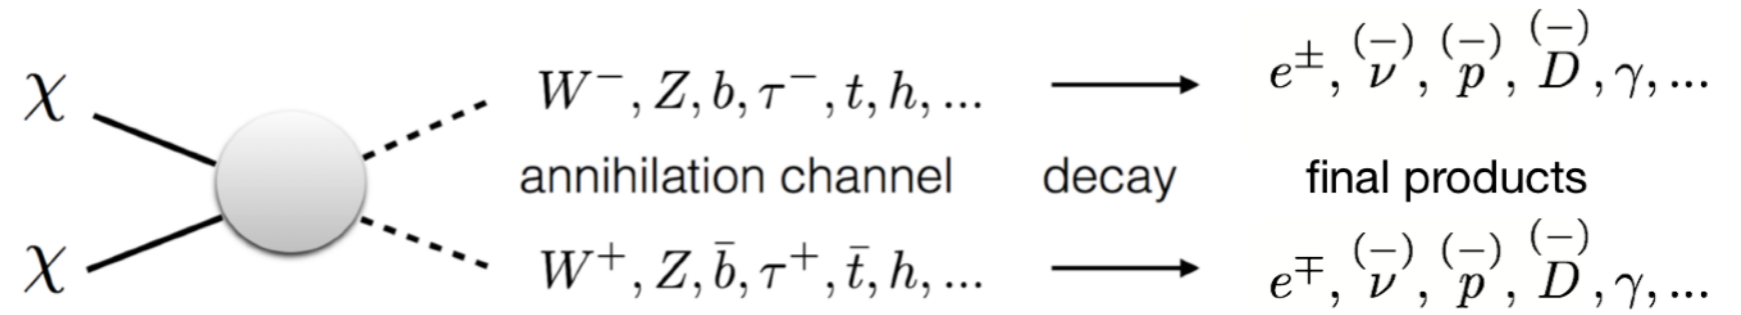 χ W⁻, Z, b, τ⁻, t, h, ... e±, (−)ν, (−)p, (−)D, γ, ...
annihilation channel decay final products
χ W⁺, Z, b̄, τ⁺, t̄, h, ... e∓, (−)ν, (−)p, (−)D, γ, ...